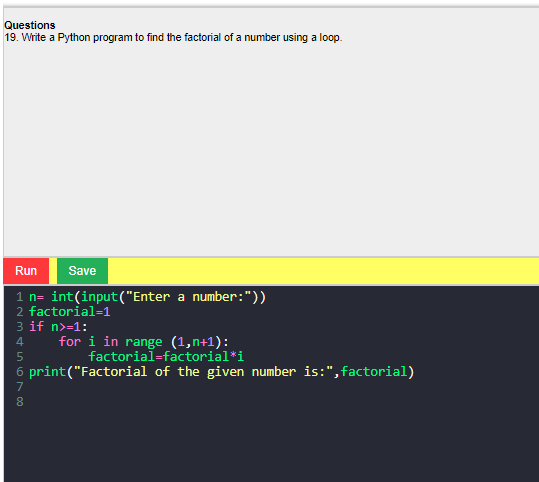 Questions
19. Write a Python program to find the factorial of a number using a loop.
Run Save
1 n= int(input("Enter a number:"))
2 factorial=1
3 if n>=1:
4     for i in range (1,n+1):
5         factorial=factorial*i
6 print("Factorial of the given number is:",factorial)
7
8